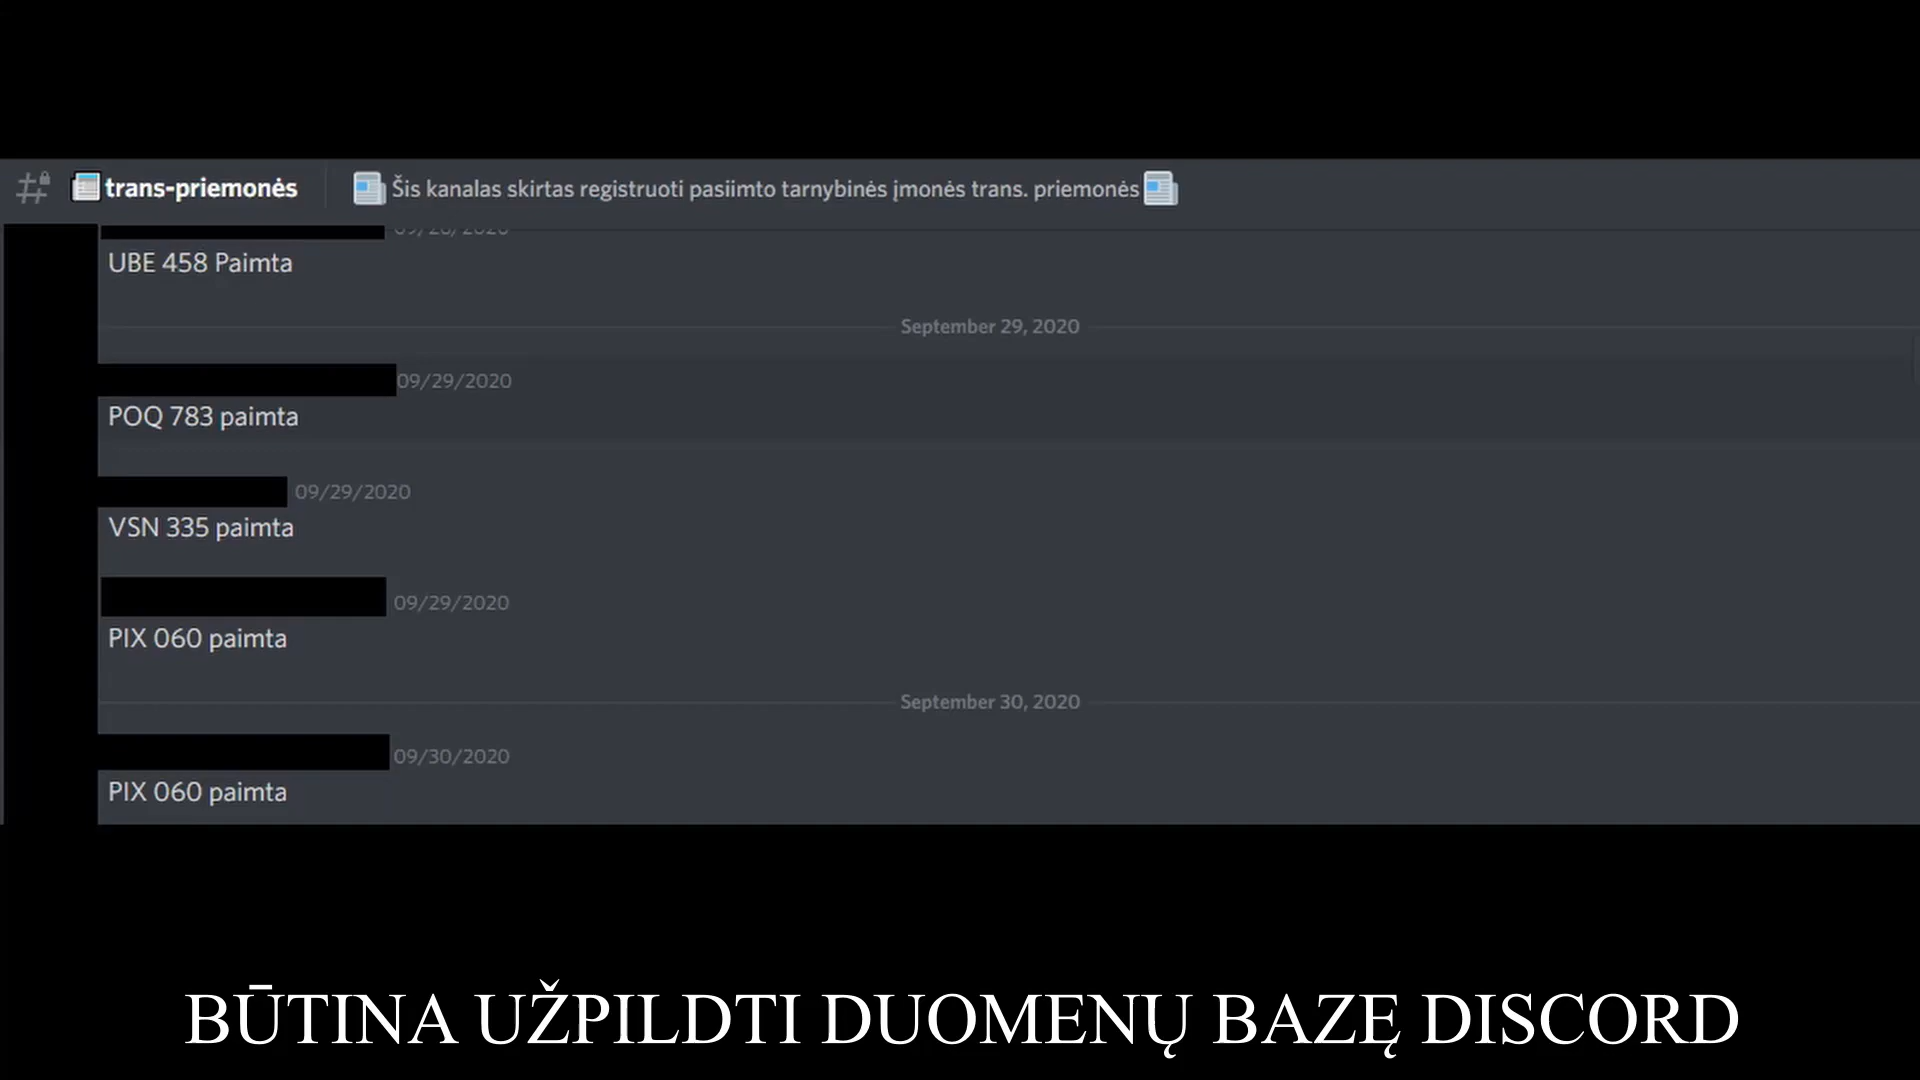 trans-priemonės
Šis kanalas skirtas registruoti pasiimto tarnybinės įmonės trans. priemonės
UBE 458 Paimta
September 29, 2020
09/29/2020
POQ 783 paimta
09/29/2020
VSN 335 paimta
09/29/2020
PIX 060 paimta
September 30, 2020
09/30/2020
PIX 060 paimta
BŪTINA UŽPILDTI DUOMENŲ BAZĘ DISCORD